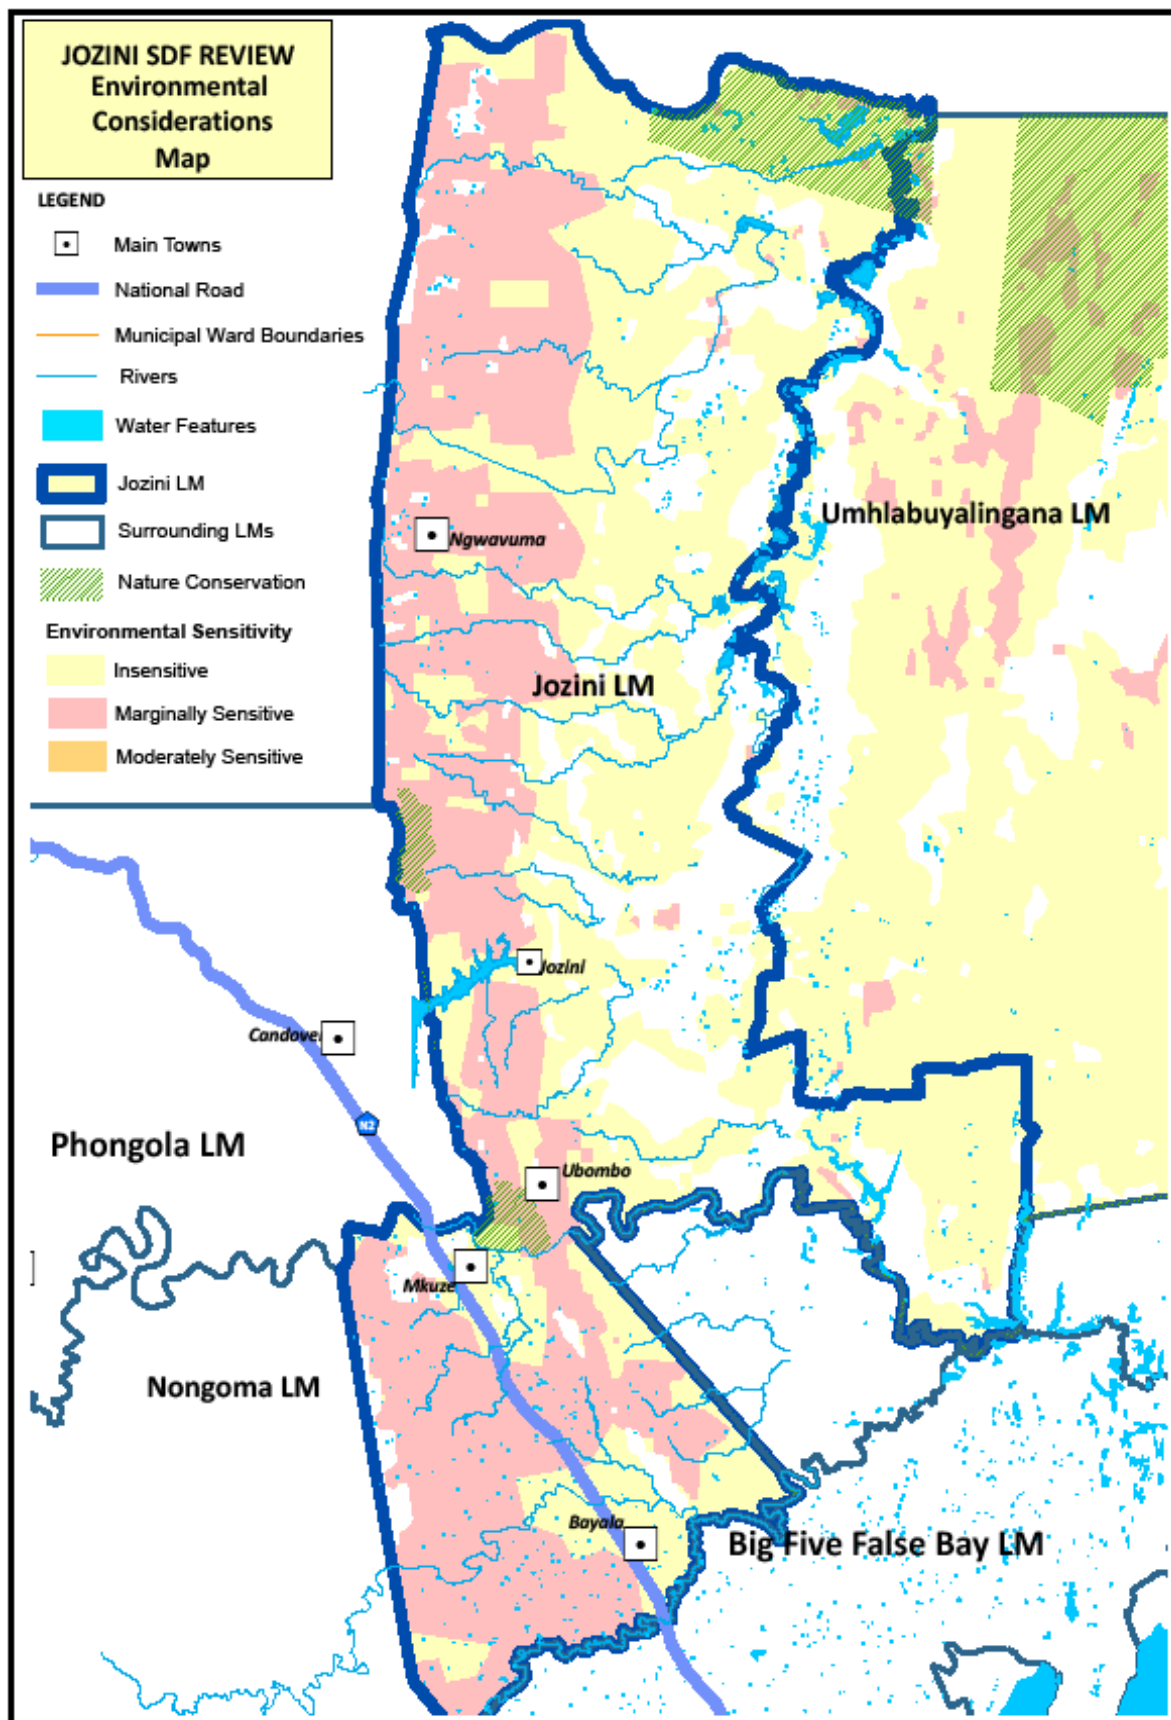 JOZINI SDF REVIEW
Environmental
Considerations
Map
LEGEND
Main Towns
National Road
Municipal Ward Boundaries
Rivers
Water Features
Jozini LM
Surrounding LMs
Nature Conservation
Environmental Sensitivity
Insensitive
Marginally Sensitive
Moderately Sensitive
Umhlabuyalingana LM
Ngwavuma
Jozini LM
Jozini
Candove
N2
Phongola LM
Ubombo
Mkuze
Nongoma LM
Bayala
Big Five False Bay LM